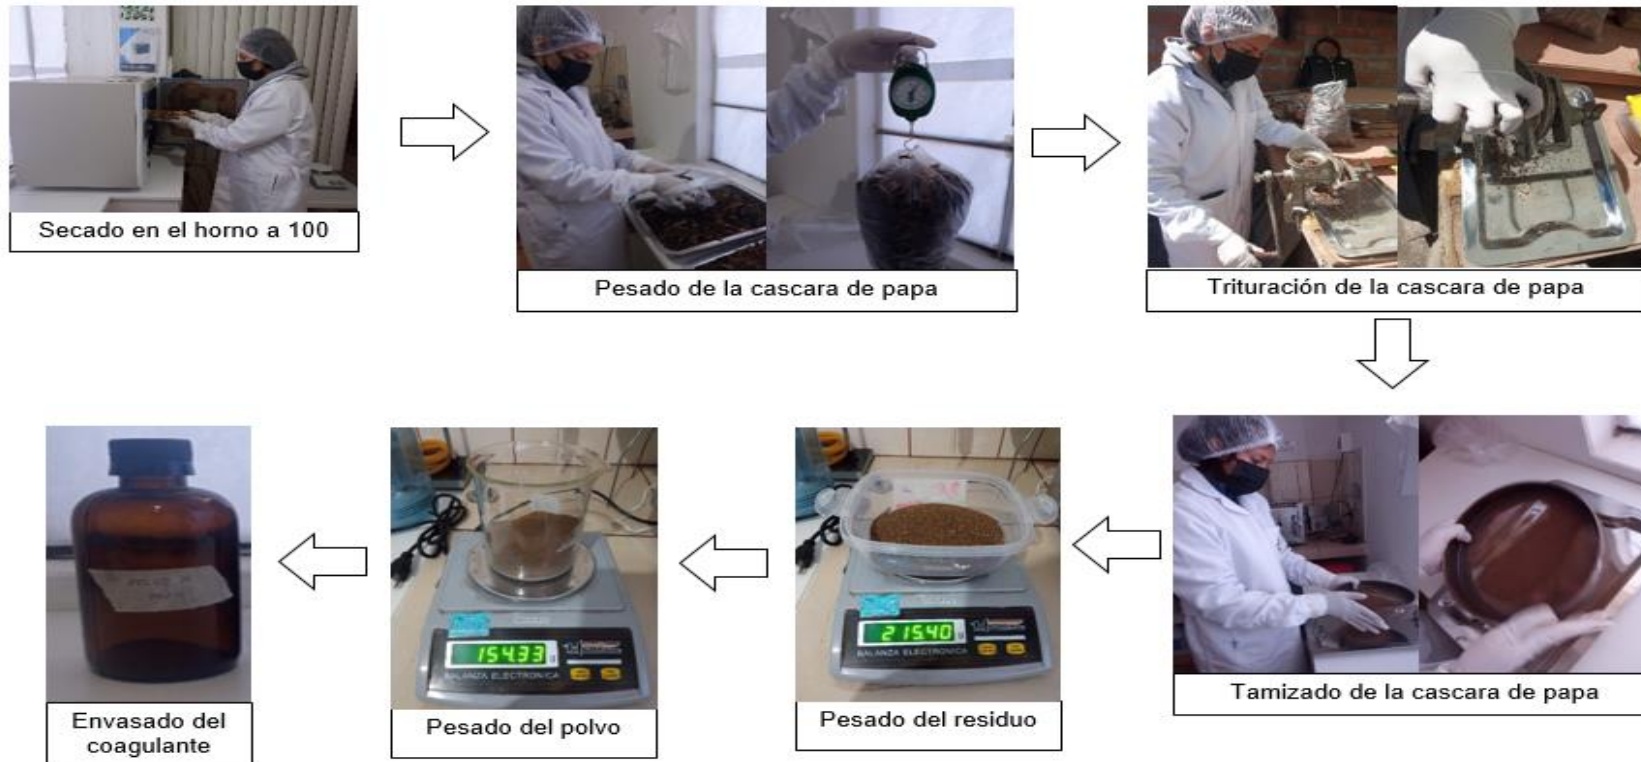 Secado en el horno a 100
Pesado de la cascara de papa
Trituración de la cascara de papa
Tamizado de la cascara de papa
215.40
BALANZA ELECTRONICA
Pesado del residuo
154.33
BALANZA ELECTRONICA
Pesado del polvo
Envasado del
coagulante